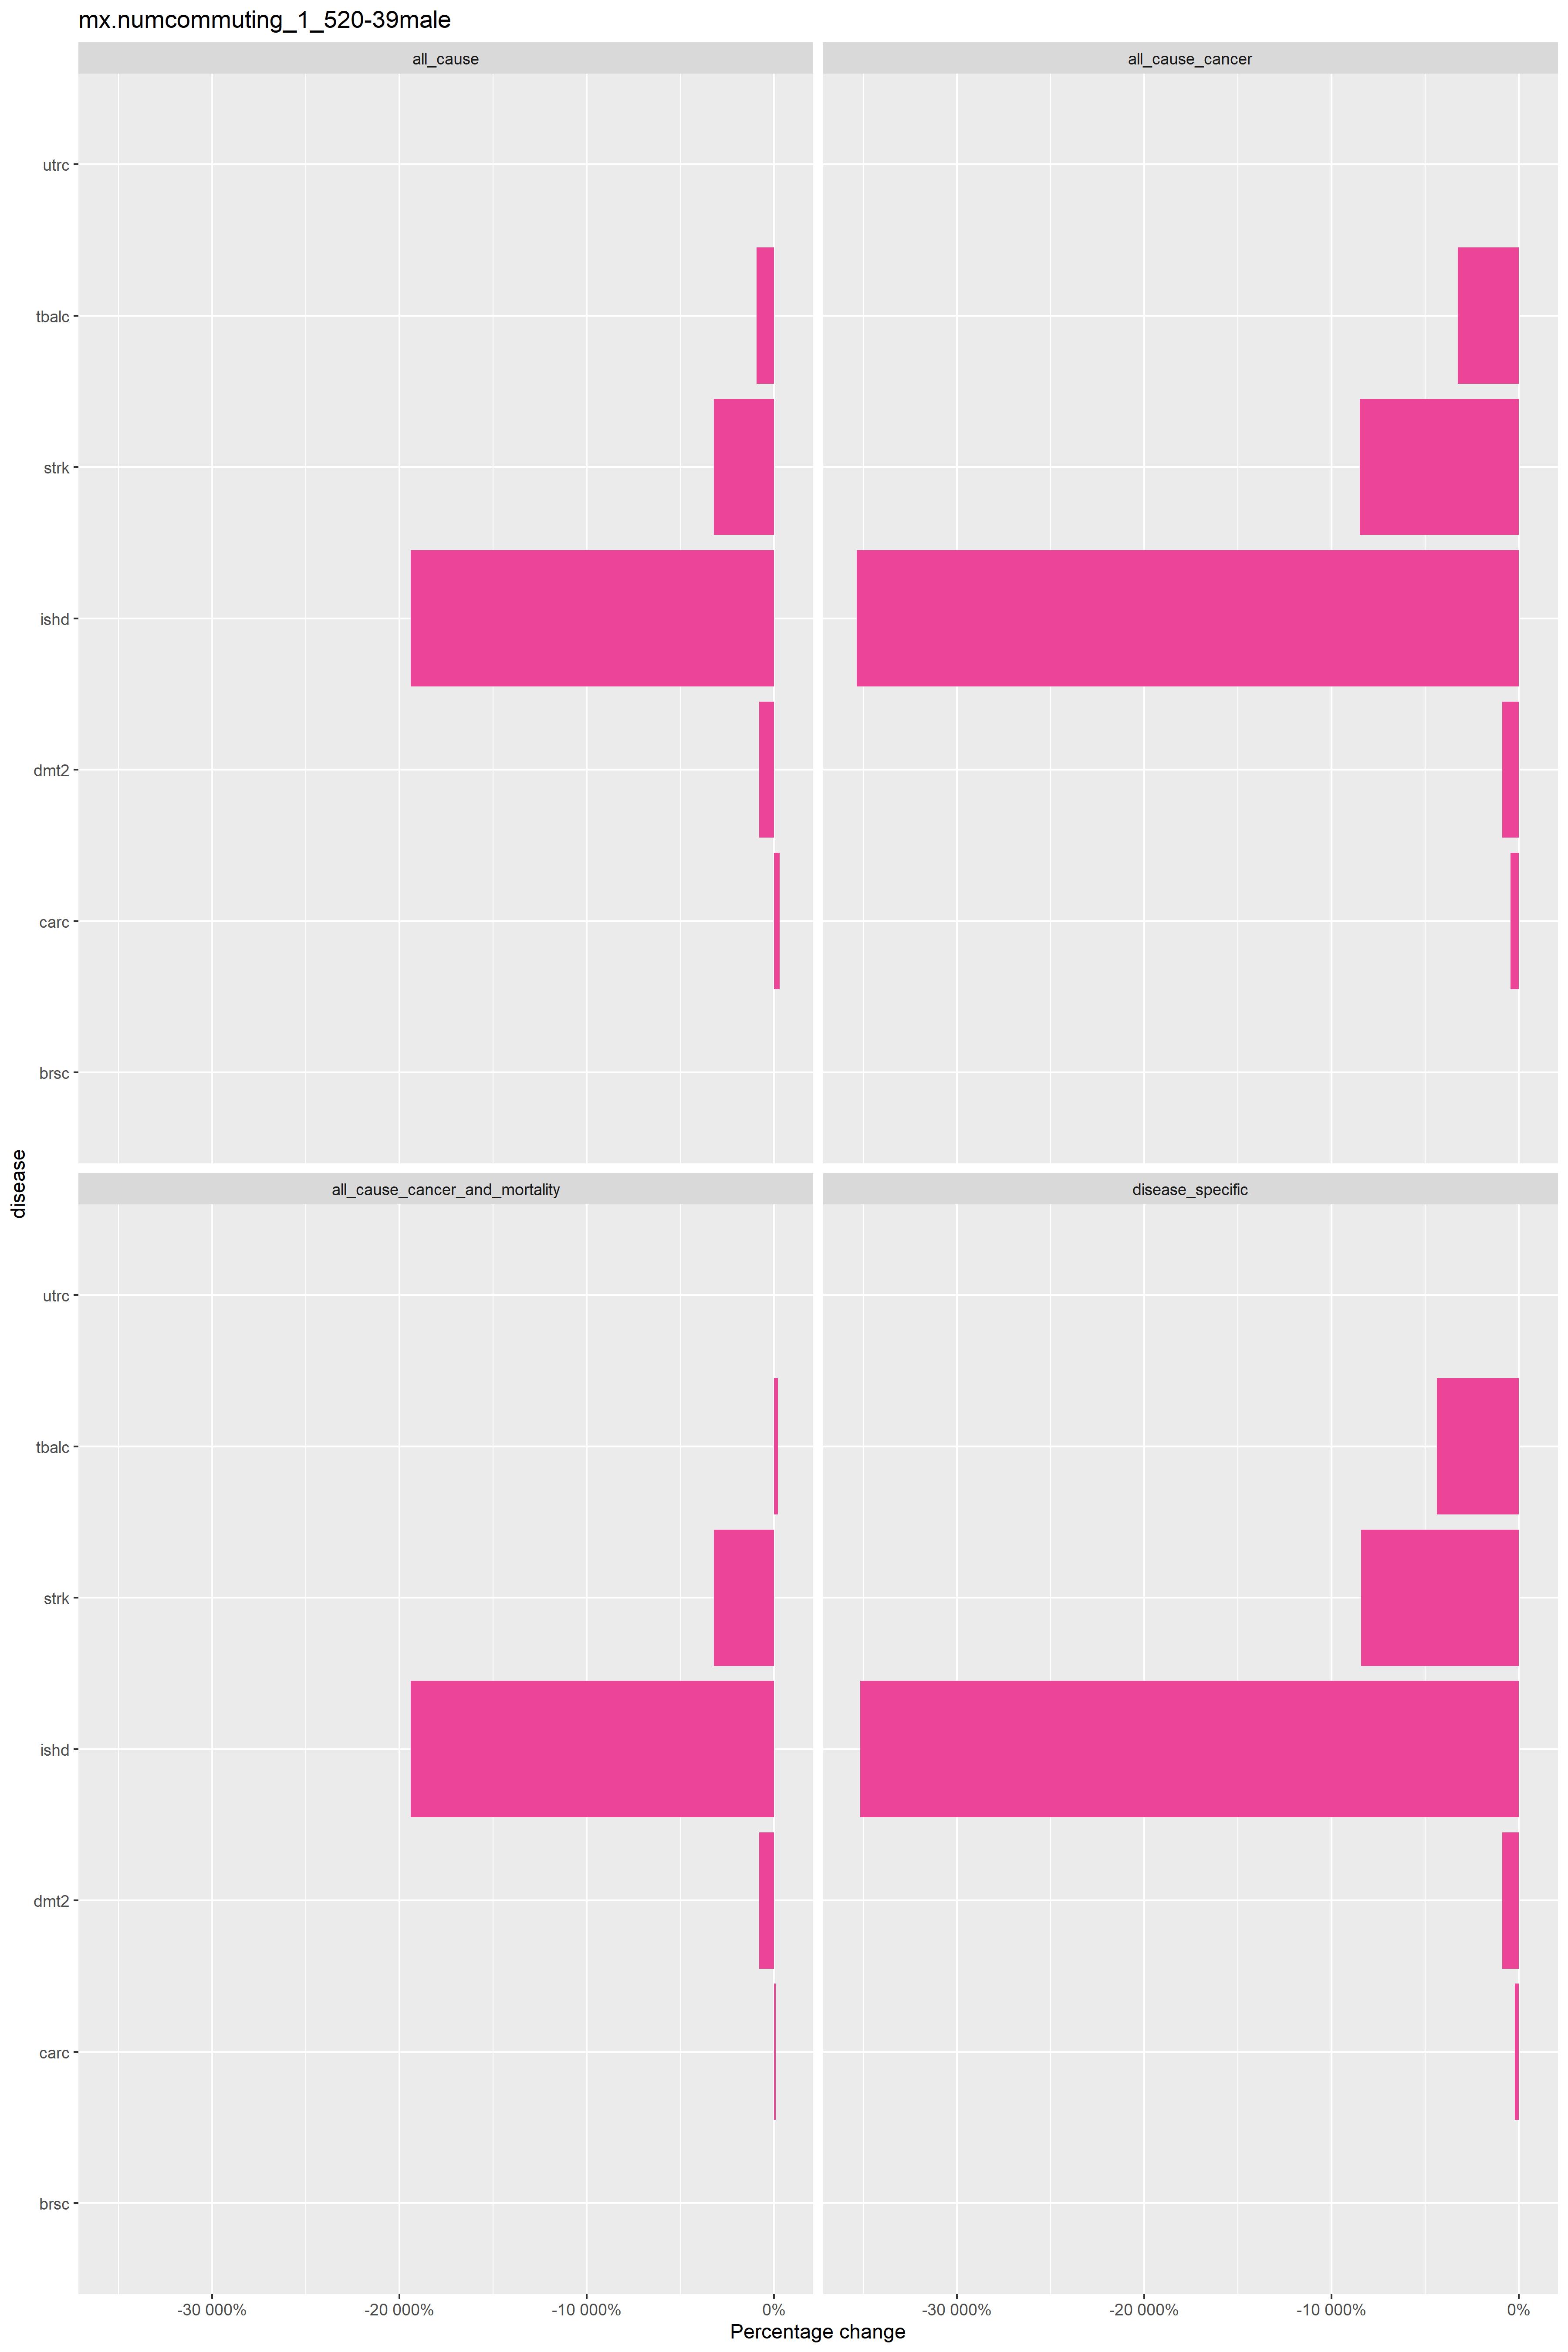 mx.numcommuting_1_520-39male
all_cause
all_cause_cancer
utrc
tbalc
strk
ishd
dmt2
carc
brsc
disease
all_cause_cancer_and_mortality
disease_specific
utrc
tbalc
strk
ishd
dmt2
carc
brsc
-30 000% -20 000% -10 000% 0% -30 000% -20 000% -10 000% 0%
Percentage change